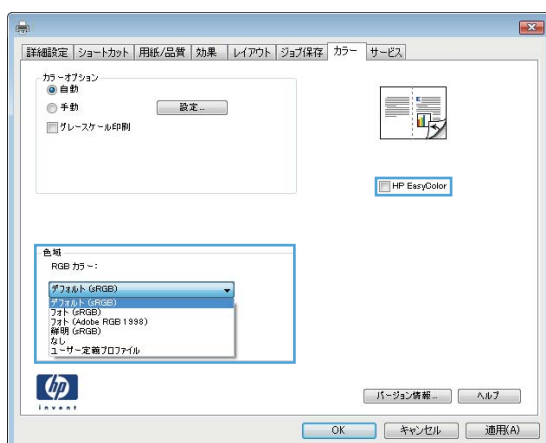 詳細設定 ショートカット 用紙/品質 効果 レイアウト ジョブ保存 カラー サービス
カラーオプション
自動
手動
設定...
グレースケール印刷
HP EasyColor
色域
RGB カラー:
デフォルト (sRGB)
デフォルト (sRGB)
フォト (sRGB)
フォト (Adobe RGB 1998)
鮮明 (sRGB)
なし
ユーザー定義プロファイル
hp
invent
バージョン情報... ヘルプ
OK キャンセル 適用(A)